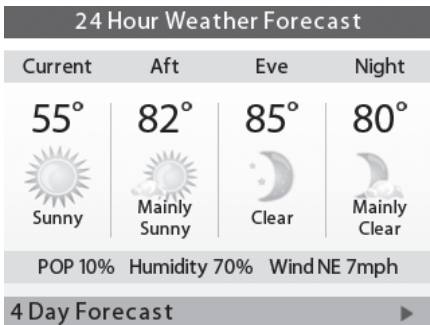 24 Hour Weather Forecast
Current Aft Eve Night
55° 82° 85° 80°
Sunny Mainly Sunny Clear Mainly Clear
POP 10% Humidity 70% Wind NE 7mph
4 Day Forecast